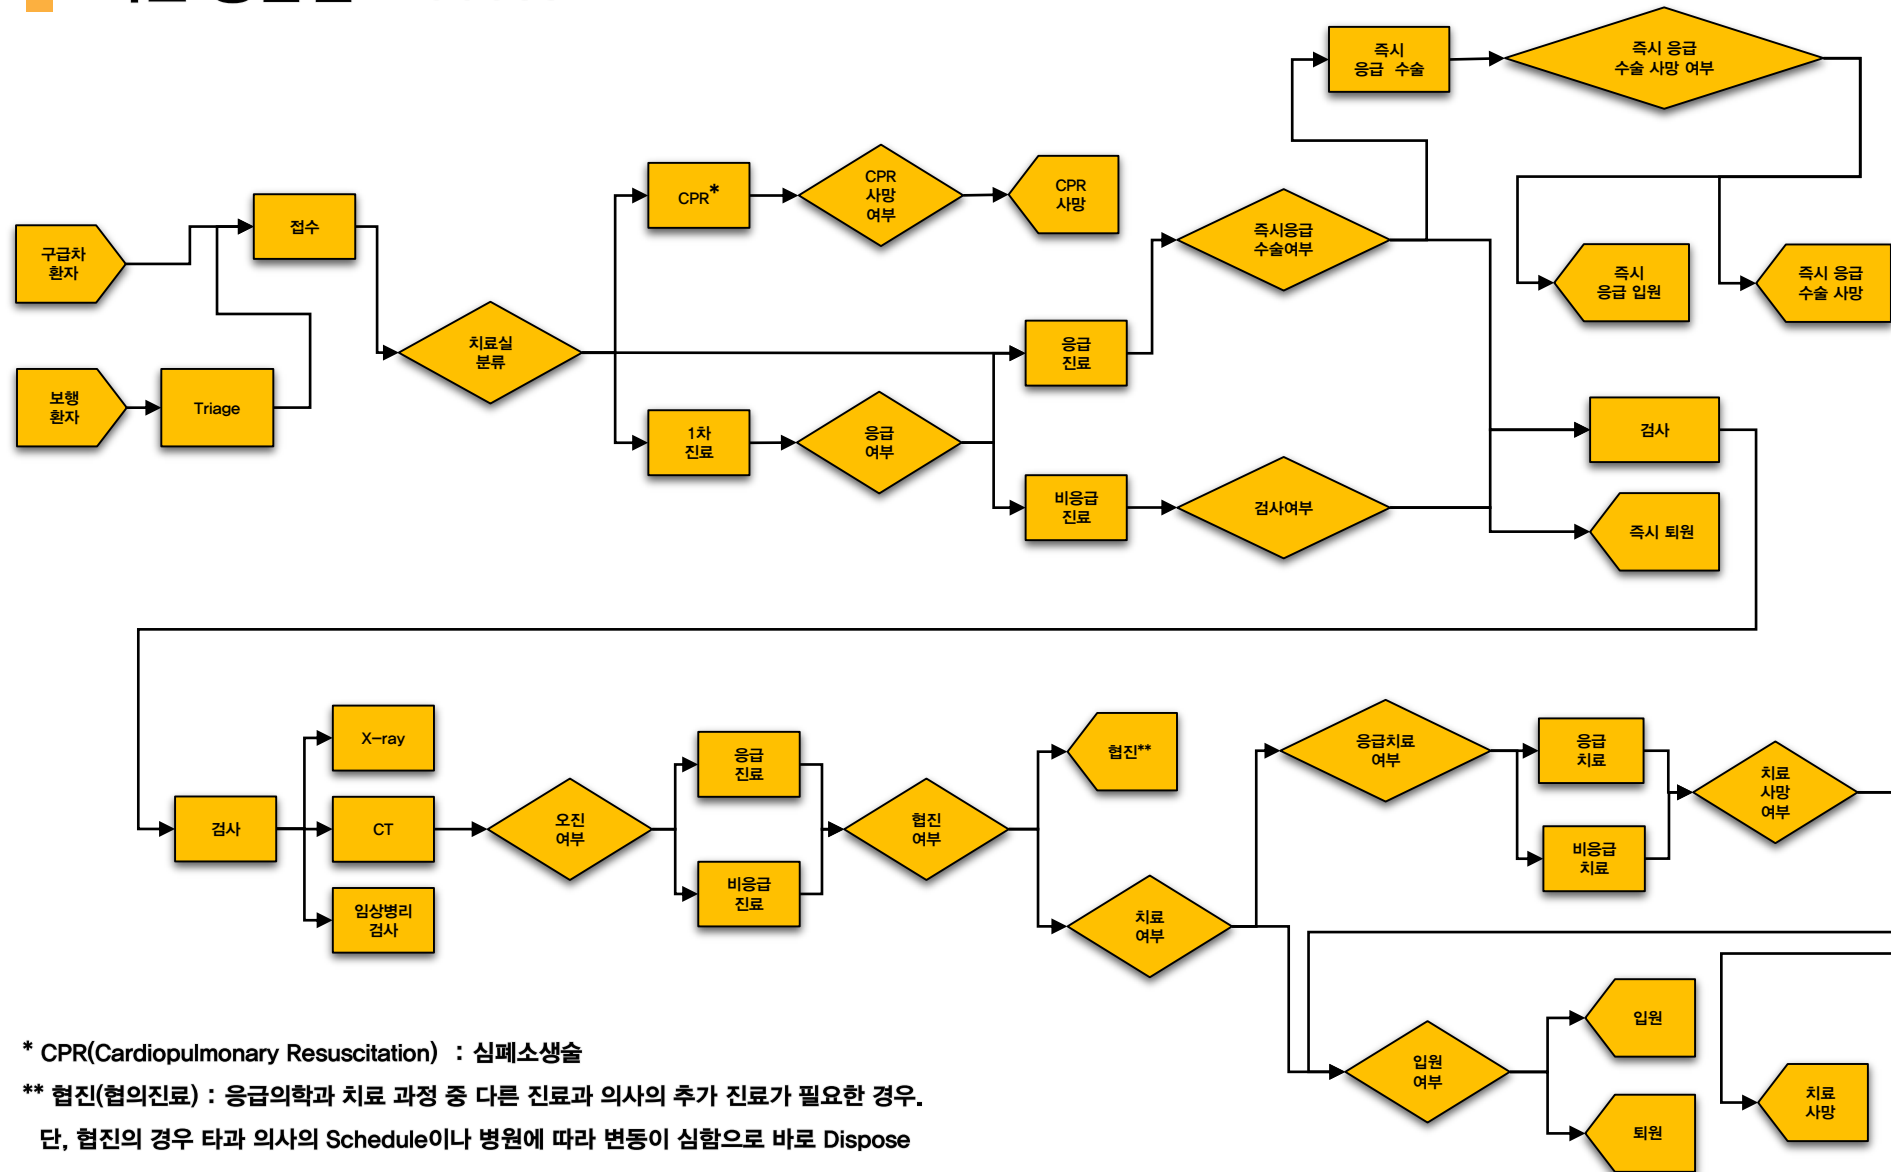 즉시
응급 수술
즉시 응급
수술 사망 여부
CPR*
CPR
사망
여부
CPR
사망
접수
구급차
환자
즉시응급
수술여부
즉시
응급 입원
즉시 응급
수술 사망
치료실
분류
응급
진료
보행
환자
Triage
1차
진료
응급
여부
검사
비응급
진료
검사여부
즉시 퇴원
X-ray
응급
진료
협진**
응급치료
여부
응급
치료
치료
사망
여부
검사
CT
오진
여부
협진
여부
비응급
치료
임상병리
검사
비응급
진료
치료
여부
입원
입원
여부
치료
사망
퇴원
* CPR(Cardiopulmonary Resuscitation) : 심폐소생술
** 협진(협의진료) : 응급의학과 치료 과정 중 다른 진료과 의사의 추가 진료가 필요한 경우.
단, 협진의 경우 타과 의사의 Schedule이나 병원에 따라 변동이 심함으로 바로 Dispose